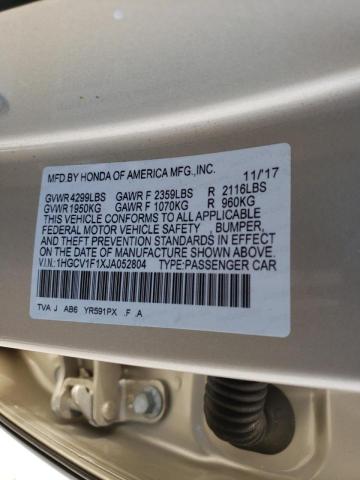 MFD.BY HONDA OF AMERICA MFG.,INC. 11/'17
GVWR 4299LBS GAWR F 2359LBS R 2116LBS
GVWR 1950KG GAWR F 1070KG R 960KG
THIS VEHICLE CONFORMS TO ALL APPLICABLE
FEDERAL MOTOR VEHICLE SAFETY,
BUMPER, AND THEFT PREVENTION STANDARDS IN EFFECT
ON THE DATE OF MANUFACTURE SHOWN ABOVE.
V.I.N.:1HGCV1F1XJA052804 TYPE:PASSENGER CAR
TVA J AB6 YR591PX .F .A